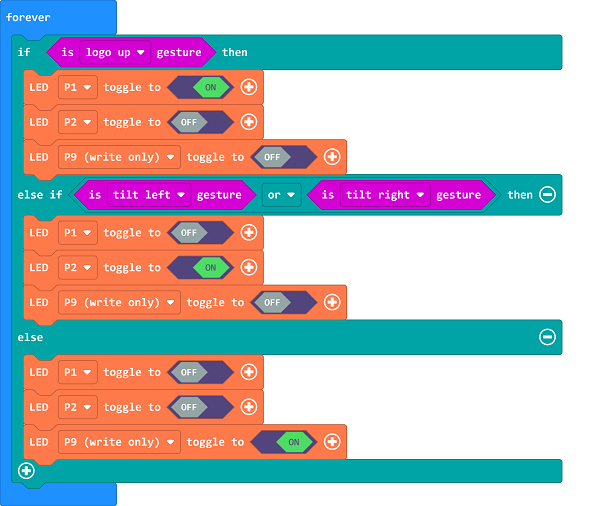 forever
if is logo up gesture then
LED P1 toggle to ON
LED P2 toggle to OFF
LED P9 (write only) toggle to OFF
else if is tilt left gesture or is tilt right gesture then
LED P1 toggle to OFF
LED P2 toggle to ON
LED P9 (write only) toggle to OFF
else
LED P1 toggle to OFF
LED P2 toggle to OFF
LED P9 (write only) toggle to ON